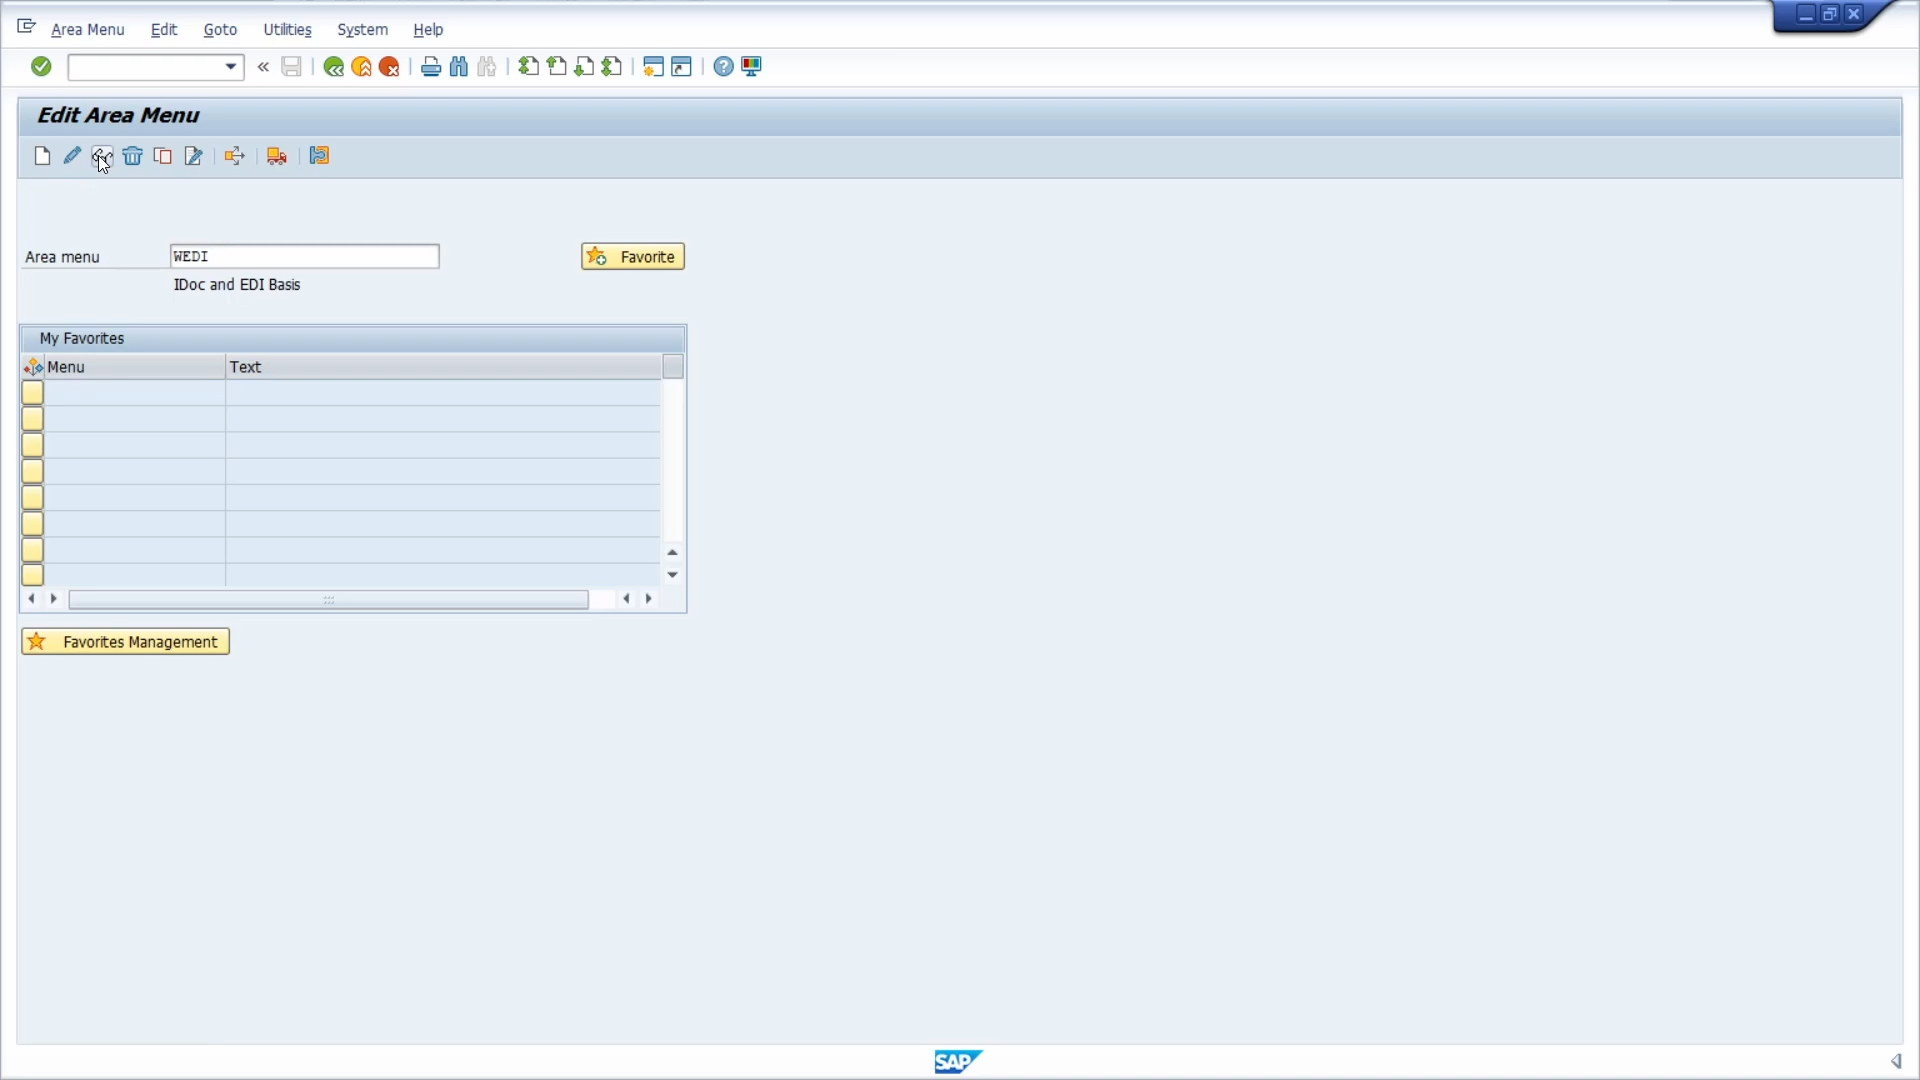 Area Menu Edit Goto Utilities System Help
Edit Area Menu
Area menu WEDI Favorite
IDoc and EDI Basis
My Favorites
Menu Text
Favorites Management
SAP